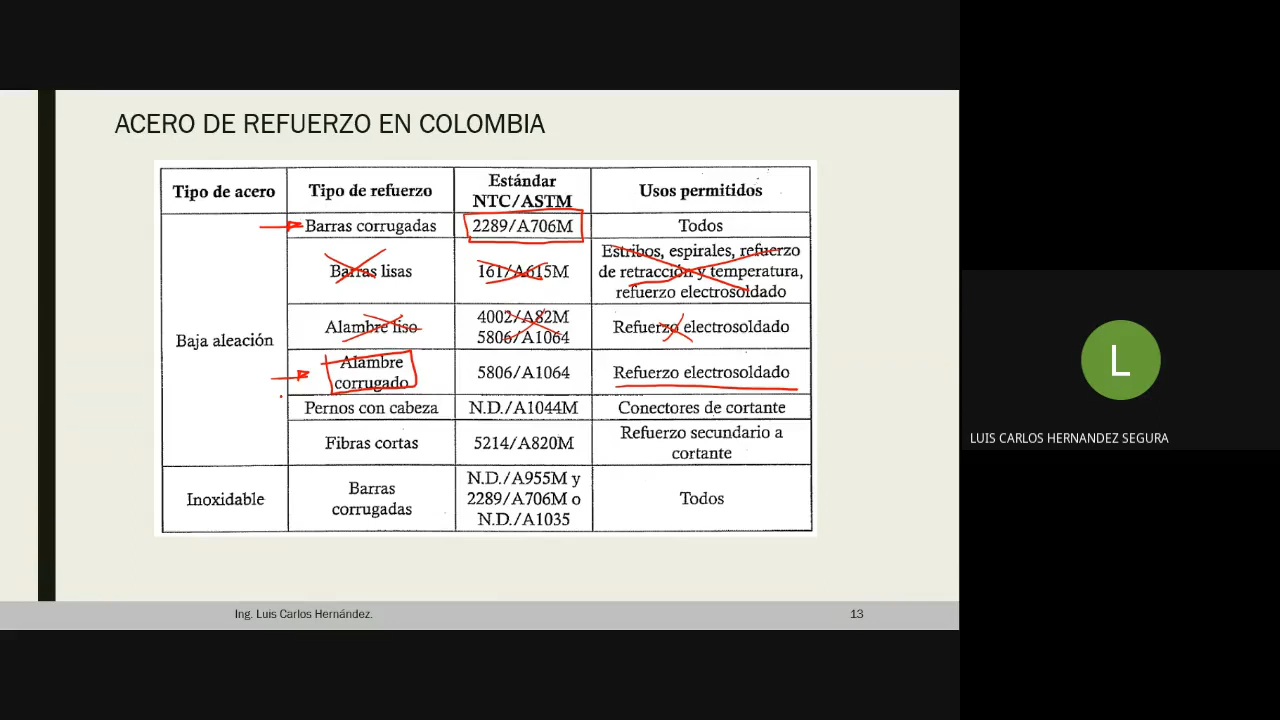 ACERO DE REFUERZO EN COLOMBIA
Tipo de acero
Tipo de refuerzo
Estándar
NTC/ASTM
Usos permitidos
Baja aleación
Barras corrugadas
2289/A706M
Todos
Barras lisas
161/A615M
Estribos, espirales, refuerzo
de retracción y temperatura,
refuerzo electrosoldado
Alambre liso
4002/A82M
5806/A1064
Refuerzo electrosoldado
Alambre
corrugado
5806/A1064
Refuerzo electrosoldado
Pernos con cabeza
N.D./A1044M
Conectores de cortante
Fibras cortas
5214/A820M
Refuerzo secundario a
cortante
Inoxidable
Barras
corrugadas
N.D./A955M y
2289/A706M o
N.D./A1035
Todos
Ing. Luis Carlos Hernández.
13
L
LUIS CARLOS HERNANDEZ SEGURA